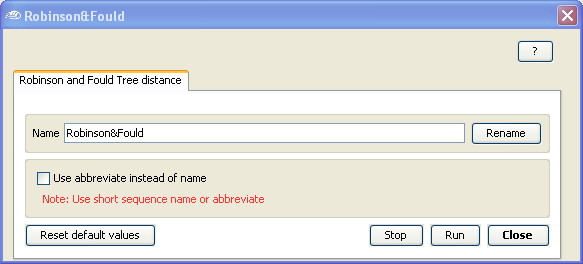 Robinson&Fould
?
Robinson and Fould Tree distance
Name Robinson&Fould Rename
Use abbreviate instead of name
Note: Use short sequence name or abbreviate
Reset default values Stop Run Close